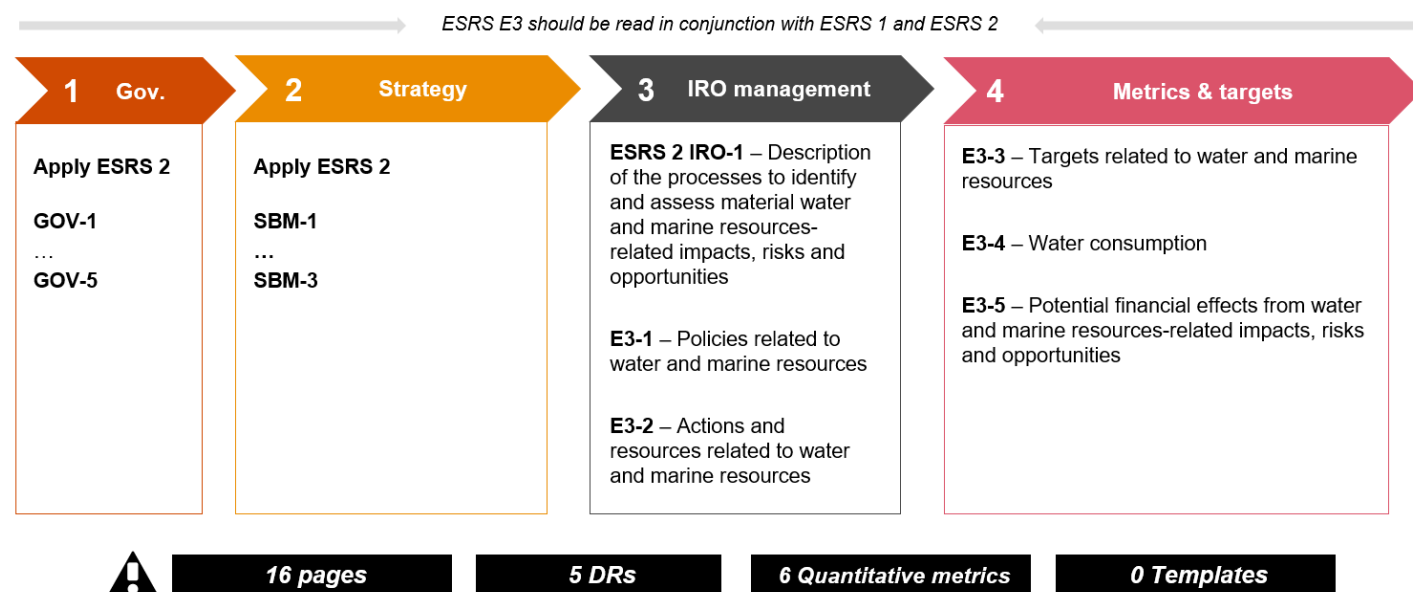 ESRS E3 should be read in conjunction with ESRS 1 and ESRS 2
1 Gov.
Apply ESRS 2
GOV-1
...
GOV-5
2 Strategy
Apply ESRS 2
SBM-1
...
SBM-3
3 IRO management
ESRS 2 IRO-1 – Description
of the processes to identify
and assess material water
and marine resources-
related impacts, risks and
opportunities
E3-1 – Policies related to
water and marine resources
E3-2 – Actions and
resources related to water
and marine resources
4 Metrics & targets
E3-3 – Targets related to water and marine
resources
E3-4 – Water consumption
E3-5 – Potential financial effects from water
and marine resources-related impacts, risks
and opportunities
16 pages
5 DRs
6 Quantitative metrics
0 Templates